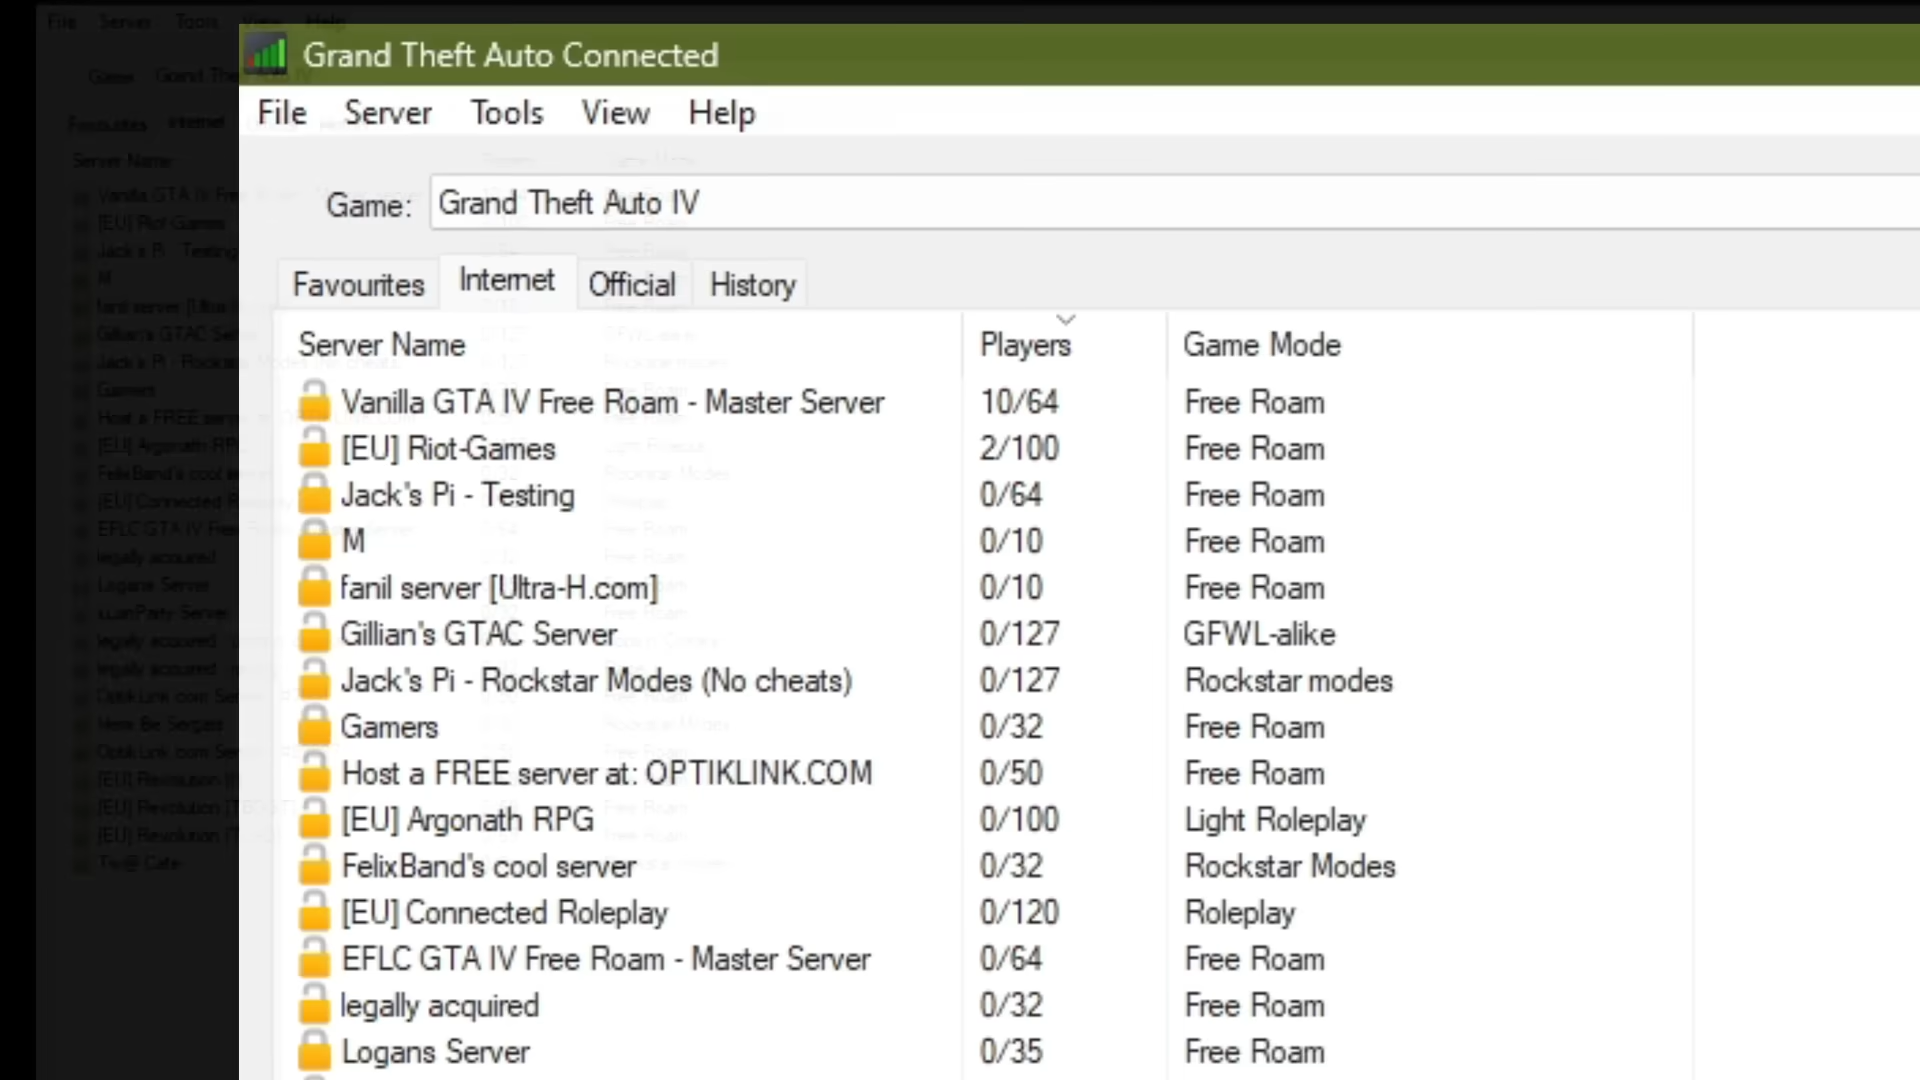 Grand Theft Auto Connected
File Server Tools View Help
Game: Grand Theft Auto IV
Favourites Internet Official History
Server Name Players Game Mode
Vanilla GTA IV Free Roam - Master Server 10/64 Free Roam
[EU] Riot-Games 2/100 Free Roam
Jack's Pi - Testing 0/64 Free Roam
M 0/10 Free Roam
fanil server [Ultra-H.com] 0/10 Free Roam
Gillian's GTAC Server 0/127 GFWL-alike
Jack's Pi - Rockstar Modes (No cheats) 0/127 Rockstar modes
Gamers 0/32 Free Roam
Host a FREE server at: OPTIKLINK.COM 0/50 Free Roam
[EU] Argonath RPG 0/100 Light Roleplay
FelixBand's cool server 0/32 Rockstar Modes
[EU] Connected Roleplay 0/120 Roleplay
EFLC GTA IV Free Roam - Master Server 0/64 Free Roam
legally acquired 0/32 Free Roam
Logans Server 0/35 Free Roam